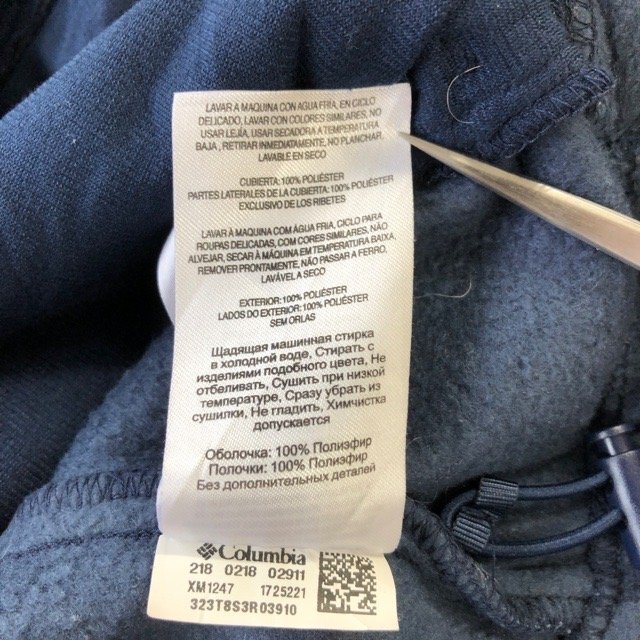 LAVAR A MAQUINA CON AGUA FRIA, EN CICLO
DELICADO, LAVAR CON COLORES SIMILARES, NO
USAR LEJÍA, USAR SECADORA A TEMPERATURA
BAJA , RETIRAR INMEDIATAMENTE, NO PLANCHAR,
LAVABLE EN SECO
CUBIERTA: 100% POLIÉSTER
PARTES LATERALES DE LA CUBIERTA: 100% POLIÉSTER
EXCLUSIVO DE LOS RIBETES
LAVAR À MAQUINA COM ÁGUA FRIA, CICLO PARA
ROUPAS DELICADAS, COM CORES SIMILARES, NÃO
ALVEJAR, SECAR À MÁQUINA EM TEMPERATURA BAIXA,
REMOVER PRONTAMENTE, NÃO PASSAR A FERRO,
LAVÁVEL A SECO
EXTERIOR: 100% POLIÉSTER
LADOS DO EXTERIOR: 100% POLIÉSTER
SEM ORLAS
Щадящая машинная стирка
в холодной воде, Стирать с
изделиями подобного цвета, Не
отбеливать, Сушить при низкой
температуре, Сразу убрать из
сушилки, Не гладить, Химчистка
допускается
Оболочка: 100% Полиэфир
Полочки: 100% Полиэфир
Без дополнительных деталей
Columbia
218 0218 02911
XM1247 1725221
323T8S3R03910